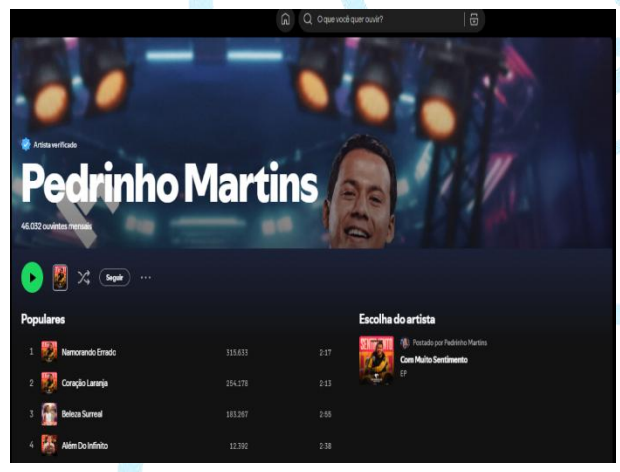 O que você quer ouvir?
Artista verificado
Pedrinho Martins
46.032 ouvintes mensais
Seguir
Populares
1 Namorando Errado 315.633 2:17
2 Coração Laranja 254.178 2:13
3 Beleza Surreal 183.267 2:55
4 Além Do Infinito 12.392 2:38
Escolha do artista
SENTIMENTO
Postado por Pedrinho Martins
Com Muito Sentimento
EP